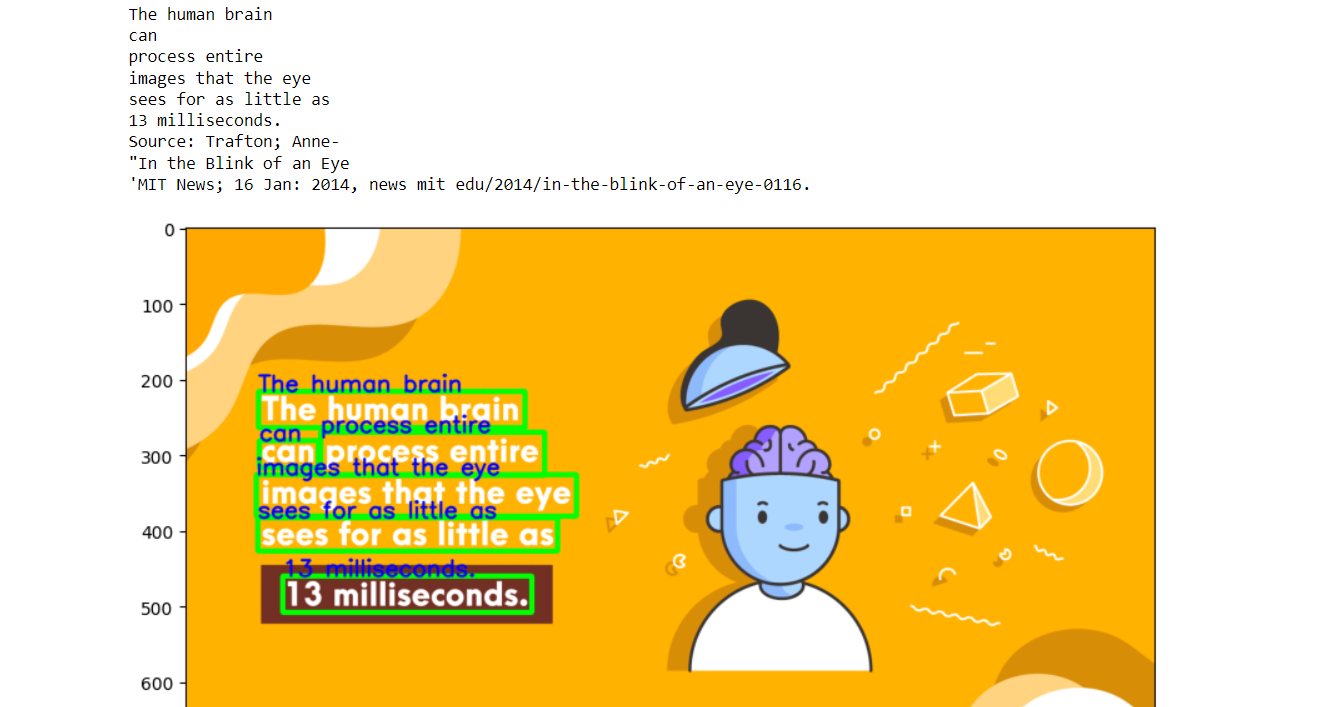 The human brain
can
process entire
images that the eye
sees for as little as
13 milliseconds.
Source: Trafton; Anne-
"In the Blink of an Eye
'MIT News; 16 Jan: 2014, news mit edu/2014/in-the-blink-of-an-eye-0116.
0
100
200
300
400
500
600
The human brain
The human brain
can process entire
can process entire
images that the eye
images that the eye
sees for as little as
sees for as little as
13 milliseconds.
13 milliseconds.